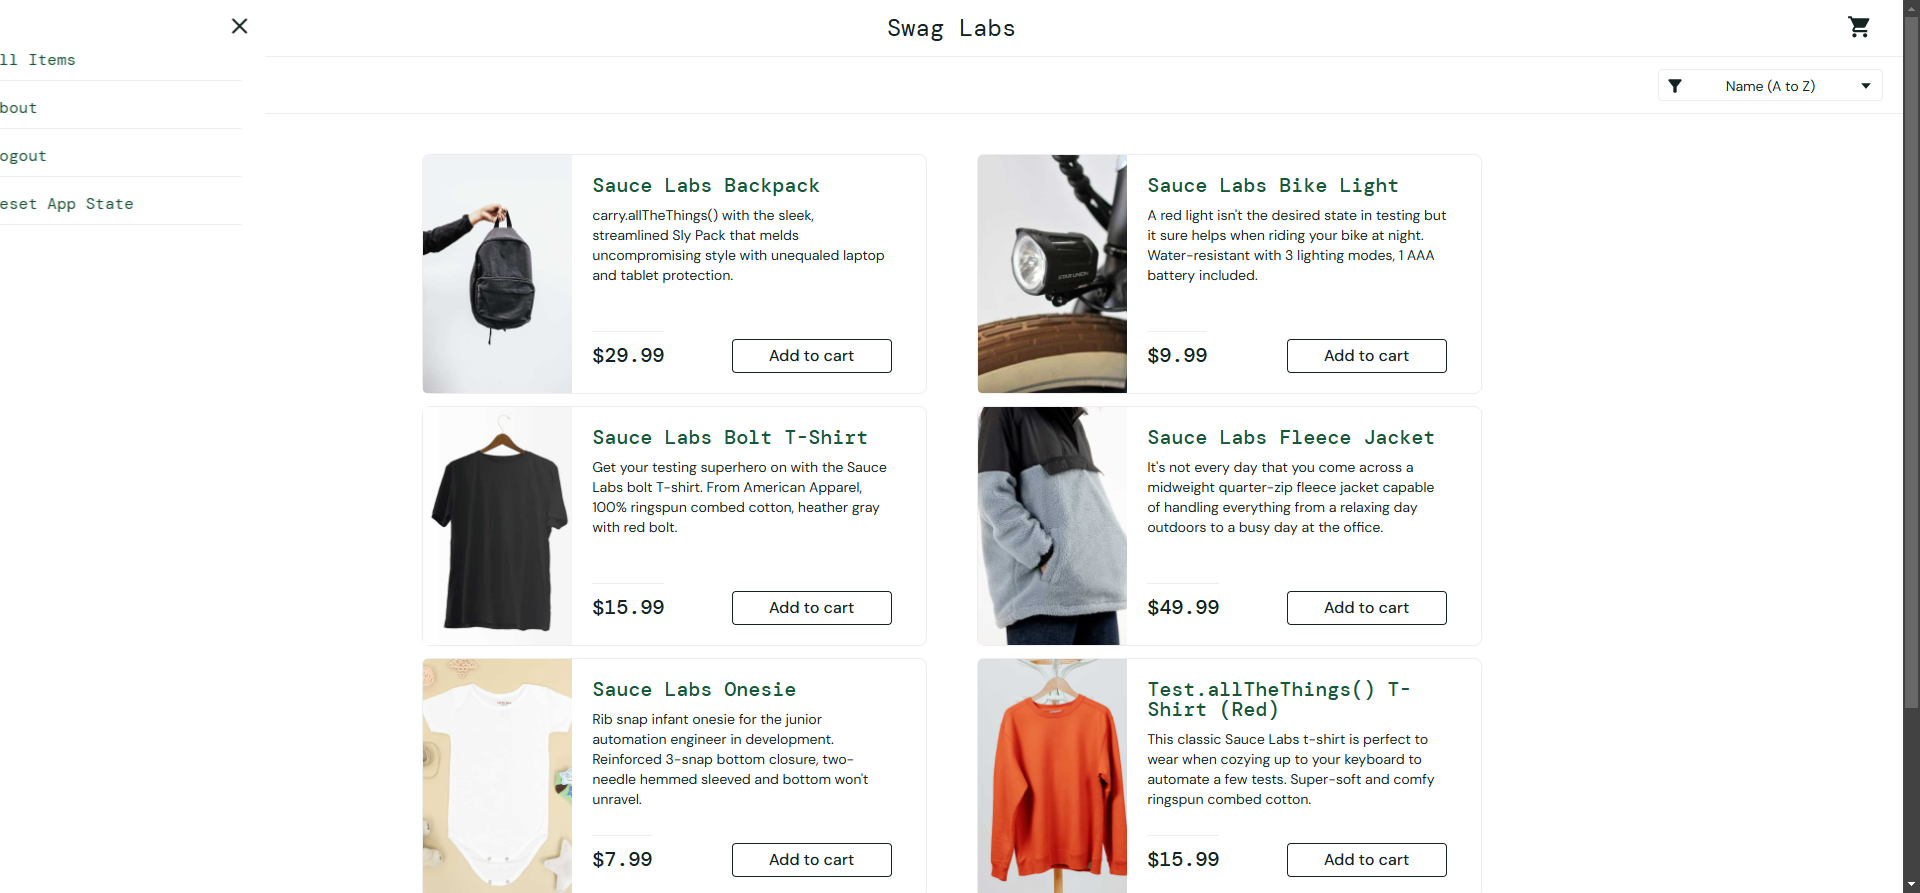 Swag Labs
ll Items
bout
ogout
eset App State
Name (A to Z)
Sauce Labs Backpack
carry.allTheThings() with the sleek,
streamlined Sly Pack that melds
uncompromising style with unequaled laptop
and tablet protection.
$29.99
Add to cart
Sauce Labs Bike Light
A red light isn't the desired state in testing but
it sure helps when riding your bike at night.
Water-resistant with 3 lighting modes, 1 AAA
battery included.
$9.99
Add to cart
STAR UNION
Sauce Labs Bolt T-Shirt
Get your testing superhero on with the Sauce
Labs bolt T-shirt. From American Apparel,
100% ringspun combed cotton, heather gray
with red bolt.
$15.99
Add to cart
Sauce Labs Fleece Jacket
It's not every day that you come across a
midweight quarter-zip fleece jacket capable
of handling everything from a relaxing day
outdoors to a busy day at the office.
$49.99
Add to cart
Sauce Labs Onesie
Rib snap infant onesie for the junior
automation engineer in development.
Reinforced 3-snap bottom closure, two-
needle hemmed sleeved and bottom won't
unravel.
$7.99
Add to cart
Test.allTheThings() T-
Shirt (Red)
This classic Sauce Labs t-shirt is perfect to
wear when cozying up to your keyboard to
automate a few tests. Super-soft and comfy
ringspun combed cotton.
$15.99
Add to cart